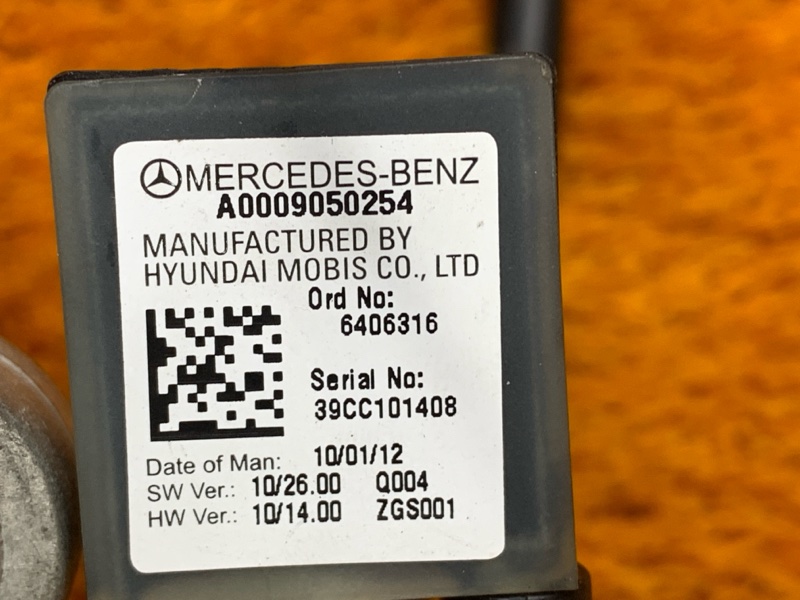 MERCEDES-BENZ
A0009050254
MANUFACTURED BY
HYUNDAI MOBIS CO., LTD
Ord No:
6406316
Serial No:
39CC101408
Date of Man: 10/01/12
SW Ver.: 10/26.00 Q004
HW Ver.: 10/14.00 ZGS001